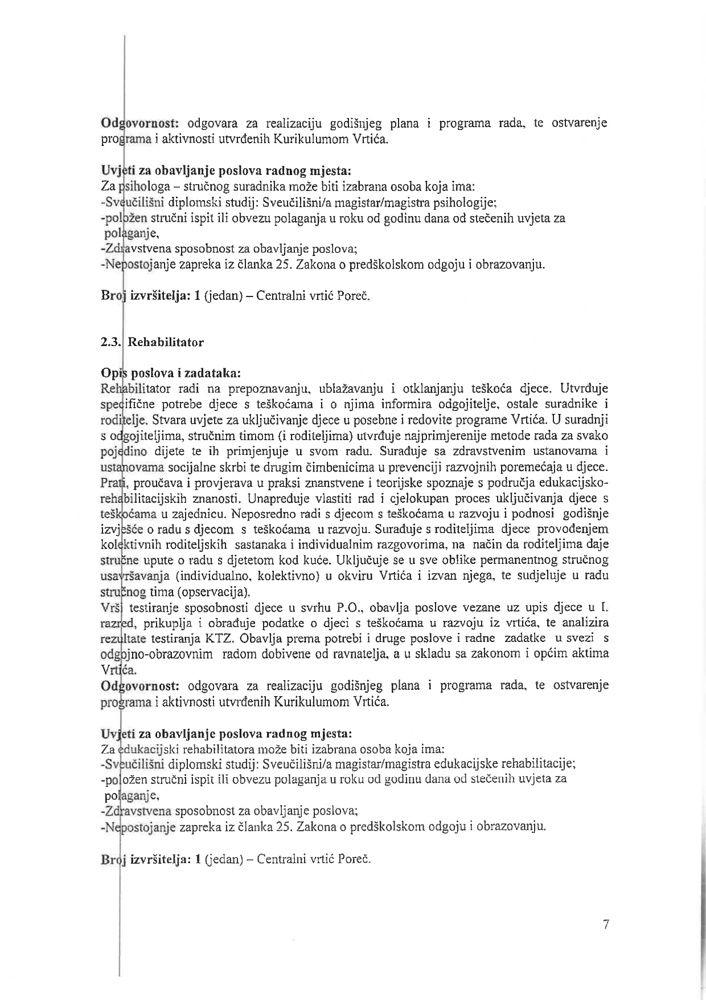 Odgovornost: odgovara za realizaciju godišnjeg plana i programa rada, te ostvarenje
programa i aktivnosti utvrđenih Kurikulumom Vrtića.
Uvjeti za obavljanje poslova radnog mjesta:
Za psihologa – stručnog suradnika može biti izabrana osoba koja ima:
-Sveučilišni diplomski studij: Sveučilišni/a magistar/magistra psihologije;
-položen stručni ispit ili obvezu polaganja u roku od godinu dana od stečenih uvjeta za
polaganje,
-Zdravstvena sposobnost za obavljanje poslova;
-Nepostojanje zapreka iz članka 25. Zakona o predškolskom odgoju i obrazovanju.
Broj izvršitelja: 1 (jedan) – Centralni vrtić Poreč.
2.3. Rehabilitator
Opis poslova i zadataka:
Rehabilitator radi na prepoznavanju, ublažavanju i otklanjanju teškoća djece. Utvrđuje
specifične potrebe djece s teškoćama i o njima informira odgojitelje, ostale suradnike i
roditelje. Stvara uvjete za uključivanje djece u posebne i redovite programe Vrtića. U suradnji
s odgojiteljima, stručnim timom (i roditeljima) utvrđuje najprimjerenije metode rada za svako
pojedino dijete te ih primjenjuje u svom radu. Surađuje sa zdravstvenim ustanovama i
ustanovama socijalne skrbi te drugim čimbenicima u prevenciji razvojnih poremećaja u djece.
Prati, proučava i provjerava u praksi znanstvene i teorijske spoznaje s područja edukacijsko-
rehabilitacijskih znanosti. Unapređuje vlastiti rad i cjelokupan proces uključivanja djece s
teškoćama u zajednicu. Neposredno radi s djecom s teškoćama u razvoju i podnosi godišnje
izvješće o radu s djecom s teškoćama u razvoju. Surađuje s roditeljima djece provođenjem
kolektivnih roditeljskih sastanaka i individualnim razgovorima, na način da roditeljima daje
stručne upute o radu s djetetom kod kuće. Uključuje se u sve oblike permanentnog stručnog
usavršavanja (individualno, kolektivno) u okviru Vrtića i izvan njega, te sudjeluje u radu
stručnog tima (opservacija).
Vrši testiranje sposobnosti djece u svrhu P.O., obavlja poslove vezane uz upis djece u I.
razred, prikuplja i obrađuje podatke o djeci s teškoćama u razvoju iz vrtića, te analizira
rezultate testiranja KTZ. Obavlja prema potrebi i druge poslove i radne zadatke u svezi s
odgojno-obrazovnim radom dobivene od ravnatelja, a u skladu sa zakonom i općim aktima
Vrtića.
Odgovornost: odgovara za realizaciju godišnjeg plana i programa rada, te ostvarenje
programa i aktivnosti utvrđenih Kurikulumom Vrtića.
Uvjeti za obavljanje poslova radnog mjesta:
Za edukacijski rehabilitatora može biti izabrana osoba koja ima:
-Sveučilišni diplomski studij: Sveučilišni/a magistar/magistra edukacijske rehabilitacije;
-položen stručni ispit ili obvezu polaganja u roku od godinu dana od stečenih uvjeta za
polaganje,
-Zdravstvena sposobnost za obavljanje poslova;
-Nepostojanje zapreka iz članka 25. Zakona o predškolskom odgoju i obrazovanju.
Broj izvršitelja: 1 (jedan) – Centralni vrtić Poreč.
7